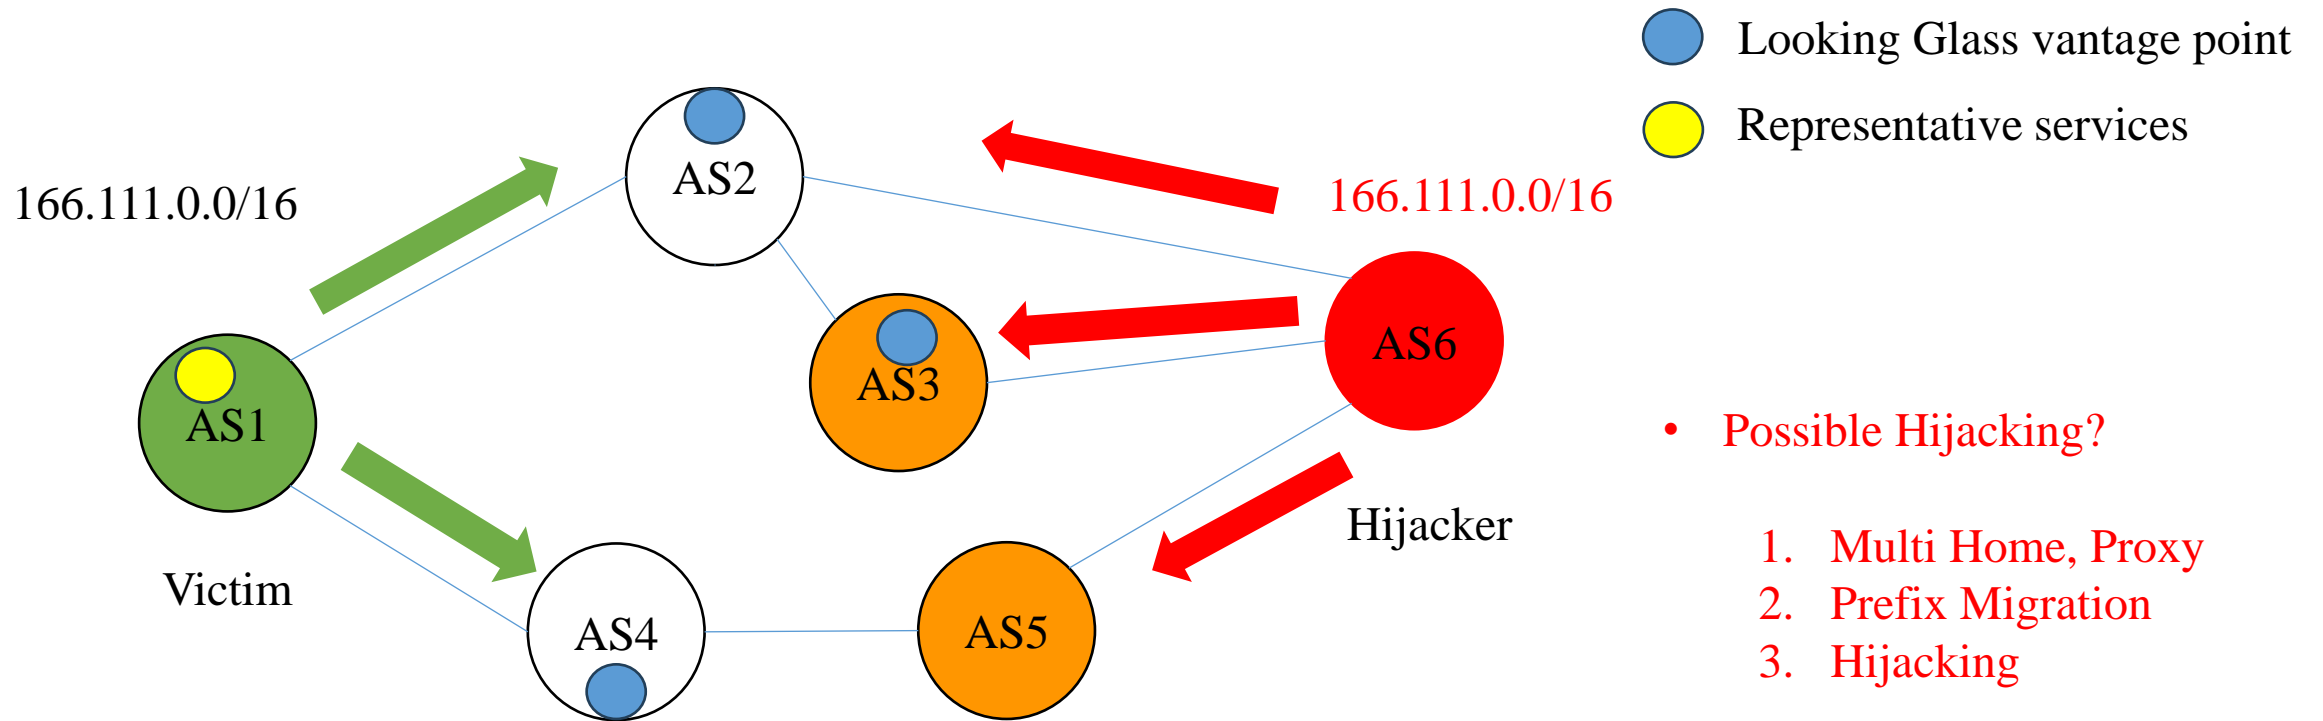 Looking Glass vantage point
Representative services
166.111.0.0/16
AS2
166.111.0.0/16
AS1
AS3
AS6
Victim
AS4
AS5
Hijacker
• Possible Hijacking?
1. Multi Home, Proxy
2. Prefix Migration
3. Hijacking